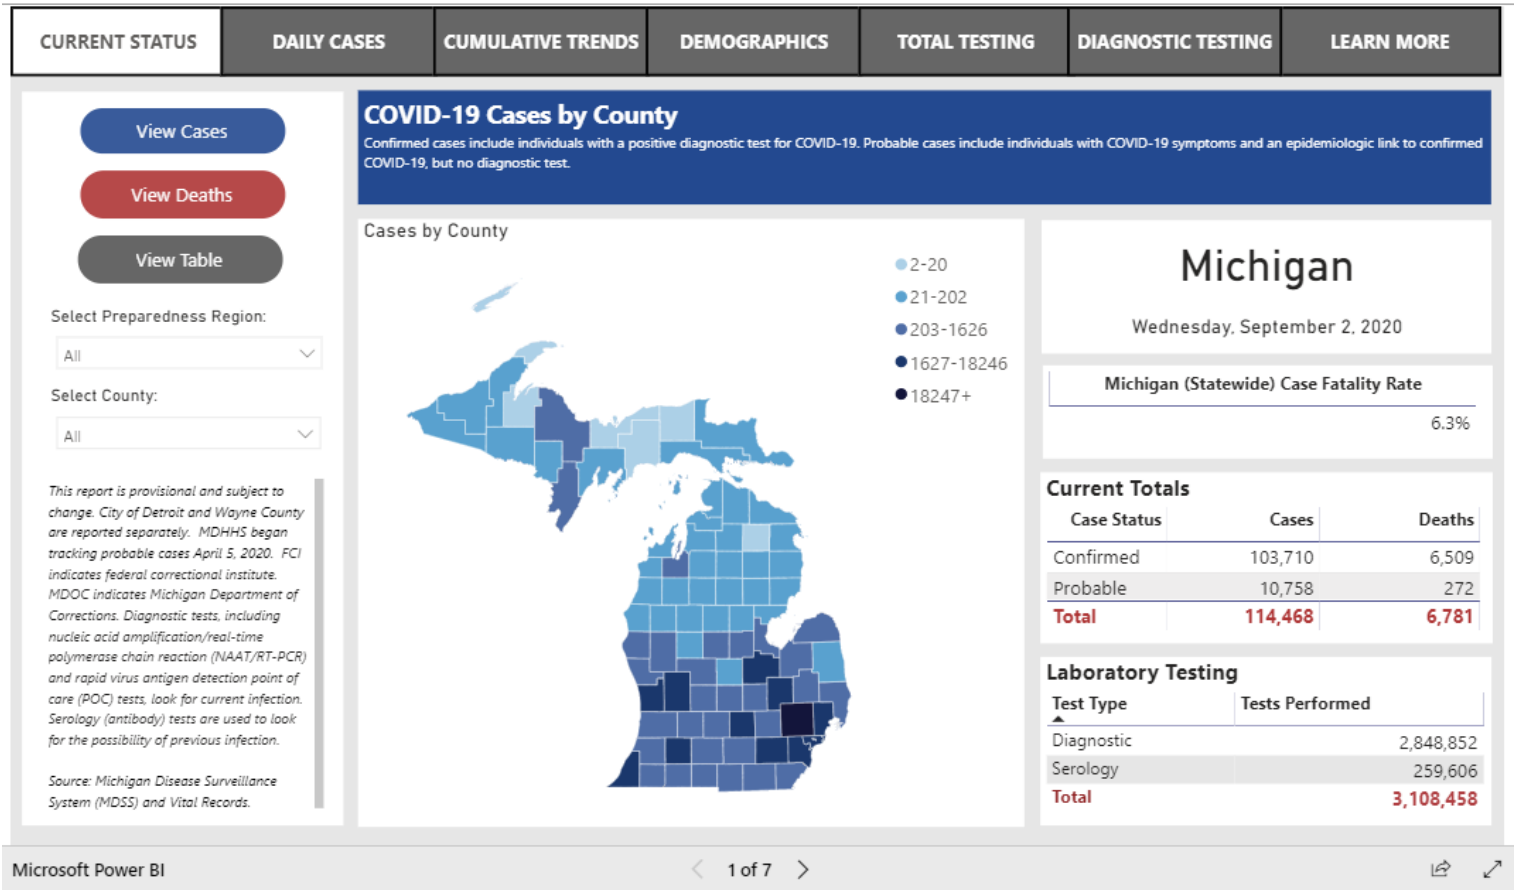 CURRENT STATUS
DAILY CASES
CUMULATIVE TRENDS
DEMOGRAPHICS
TOTAL TESTING
DIAGNOSTIC TESTING
LEARN MORE
View Cases
View Deaths
View Table
Select Preparedness Region:
All
Select County:
All
This report is provisional and subject to
change. City of Detroit and Wayne County
are reported separately. MDHHS began
tracking probable cases April 5, 2020. FCI
indicates federal correctional institute.
MDOC indicates Michigan Department of
Corrections. Diagnostic tests, including
nucleic acid amplification/real-time
polymerase chain reaction (NAAT/RT-PCR)
and rapid virus antigen detection point of
care (POC) tests, look for current infection.
Serology (antibody) tests are used to look
for the possibility of previous infection.
Source: Michigan Disease Surveillance
System (MDSS) and Vital Records.
COVID-19 Cases by County
Confirmed cases include individuals with a positive diagnostic test for COVID-19. Probable cases include individuals with COVID-19 symptoms and an epidemiologic link to confirmed
COVID-19, but no diagnostic test.
Cases by County
2-20
21-202
203-1626
1627-18246
18247+
Michigan
Wednesday, September 2, 2020
Michigan (Statewide) Case Fatality Rate
6.3%
Current Totals
Case Status Cases Deaths
Confirmed 103,710 6,509
Probable 10,758 272
Total 114,468 6,781
Laboratory Testing
Test Type Tests Performed
Diagnostic 2,848,852
Serology 259,606
Total 3,108,458
Microsoft Power BI
1 of 7